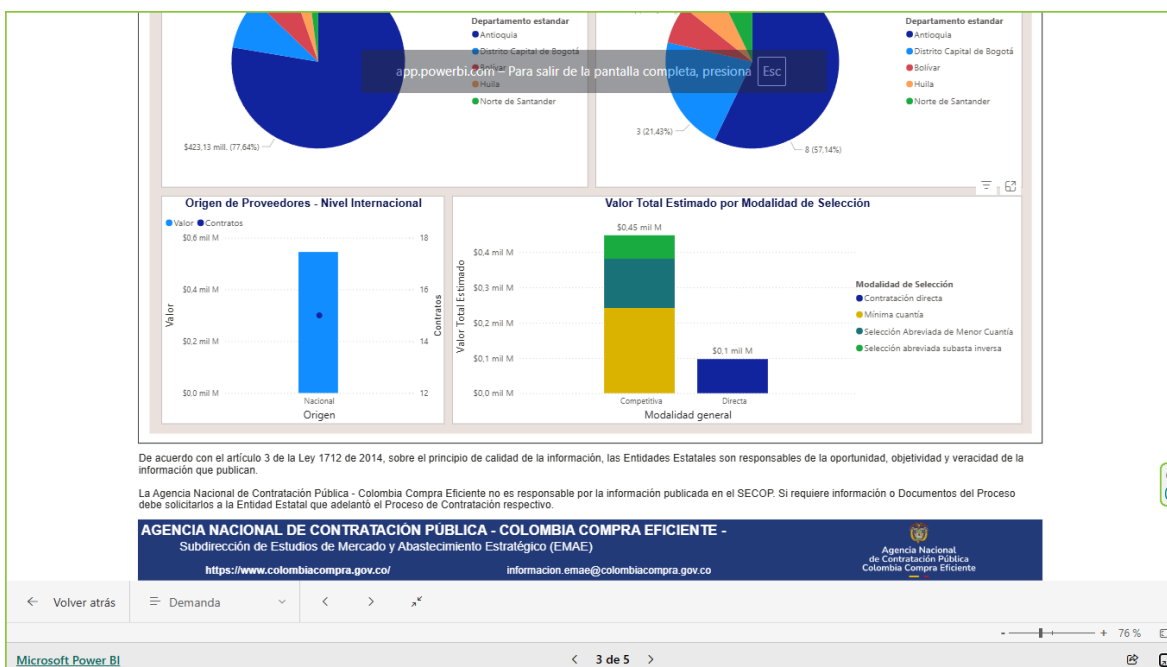 Departamento estandar
Antioquia
Distrito Capital de Bogotá
Bolívar
Huila
Norte de Santander
$423,13 mill. (77,64%)
Departamento estandar
Antioquia
Distrito Capital de Bogotá
Bolívar
Huila
Norte de Santander
3 (21,43%)
8 (57,14%)
app.powerbi.com – Para salir de la pantalla completa, presiona Esc
Origen de Proveedores - Nivel Internacional
Valor Contratos
$0,6 mil M
$0,4 mil M
$0,2 mil M
$0,0 mil M
Valor
18
16
14
12
Contratos
Nacional
Origen
Valor Total Estimado por Modalidad de Selección
$0,45 mil M
$0,4 mil M
$0,3 mil M
$0,2 mil M
$0,1 mil M
$0,0 mil M
Valor Total Estimado
$0,1 mil M
Competitiva
Directa
Modalidad general
Modalidad de Selección
Contratación directa
Mínima cuantía
Selección Abreviada de Menor Cuantía
Selección abreviada subasta inversa
De acuerdo con el artículo 3 de la Ley 1712 de 2014, sobre el principio de calidad de la información, las Entidades Estatales son responsables de la oportunidad, objetividad y veracidad de la
información que publican.
La Agencia Nacional de Contratación Pública - Colombia Compra Eficiente no es responsable por la información publicada en el SECOP. Si requiere información o Documentos del Proceso
debe solicitarlos a la Entidad Estatal que adelantó el Proceso de Contratación respectivo.
AGENCIA NACIONAL DE CONTRATACIÓN PÚBLICA - COLOMBIA COMPRA EFICIENTE -
Subdirección de Estudios de Mercado y Abastecimiento Estratégico (EMAE)
https://www.colombiacompra.gov.co/
informacion.emae@colombiacompra.gov.co
Agencia Nacional
de Contratación Pública
Colombia Compra Eficiente
Volver atrás
Demanda
- + 76 %
Microsoft Power BI
3 de 5